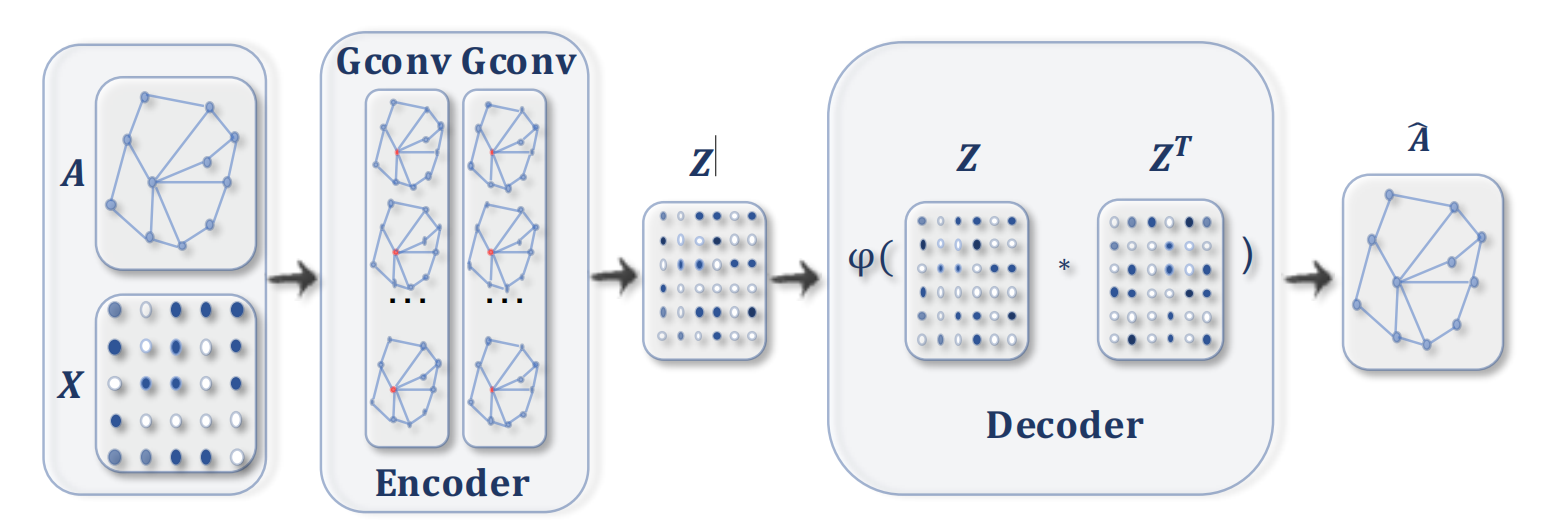 A
X
Gconv Gconv
...
...
Encoder
Z
φ( Z * Z^T )
Decoder
Â